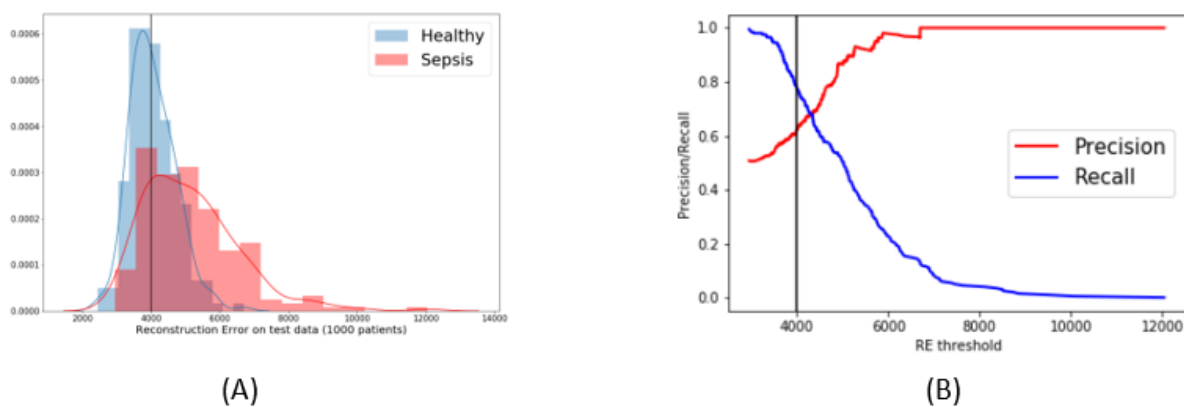 0.0006
0.0005
0.0004
0.0003
0.0002
0.0001
0.0000
Healthy
Sepsis
2000 4000 6000 8000 10000 12000 14000
Reconstruction Error on test data (1000 patients)
(A)
1.0
0.8
0.6
0.4
0.2
0.0
Precision/Recall
Precision
Recall
4000 6000 8000 10000 12000
RE threshold
(B)